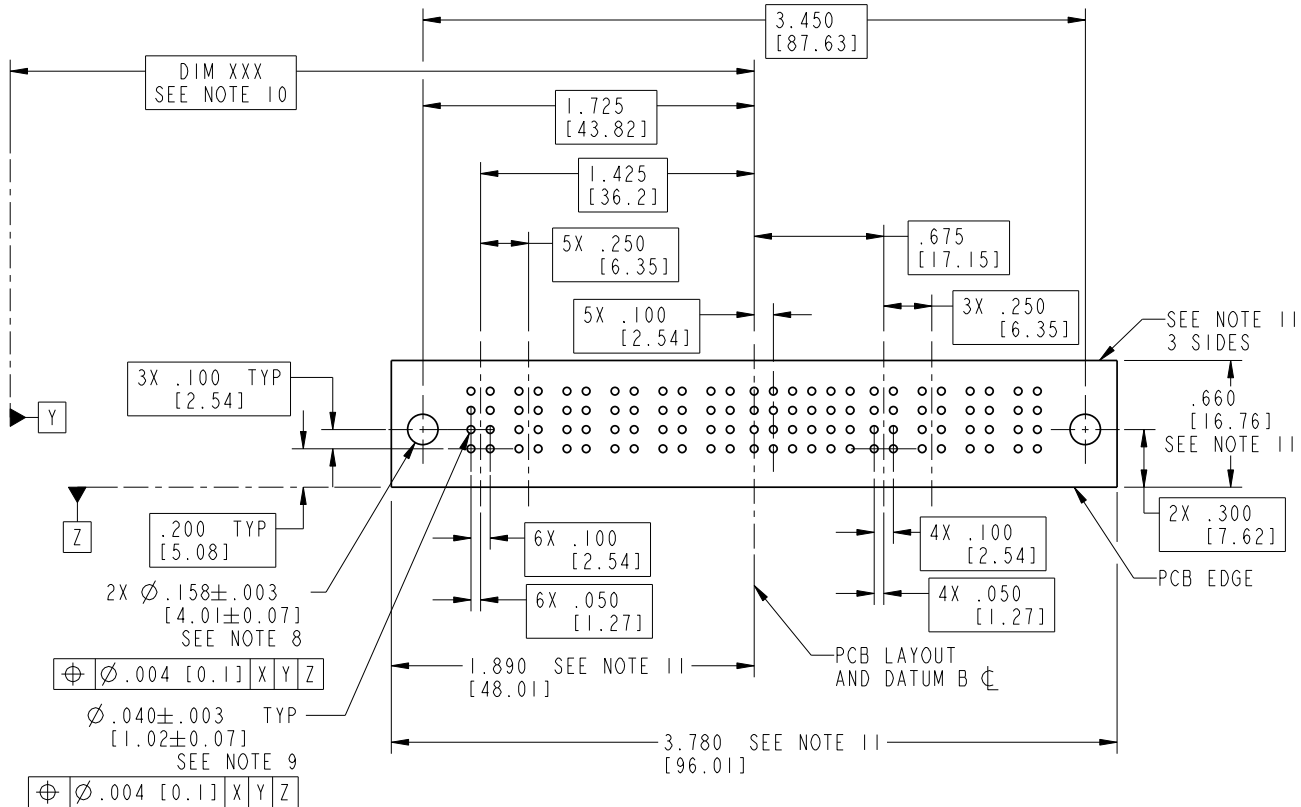 3.450
[87.63]
DIM XXX
SEE NOTE 10
1.725
[43.82]
1.425
[36.2]
5X .250
[6.35]
.675
[17.15]
5X .100
[2.54]
3X .250
[6.35]
SEE NOTE 11
3 SIDES
3X .100 TYP
[2.54]
.660
[16.76]
SEE NOTE 11
Y
Z
.200 TYP
[5.08]
6X .100
[2.54]
4X .100
[2.54]
2X .300
[7.62]
PCB EDGE
2X Ø .158±.003
[4.01±0.07]
SEE NOTE 8
6X .050
[1.27]
4X .050
[1.27]
⌖ Ø.004 [0.1] X Y Z
1.890 SEE NOTE 11
[48.01]
PCB LAYOUT
AND DATUM B ℄
Ø.040±.003 TYP
[1.02±0.07]
SEE NOTE 9
3.780 SEE NOTE 11
[96.01]
⌖ Ø.004 [0.1] X Y Z